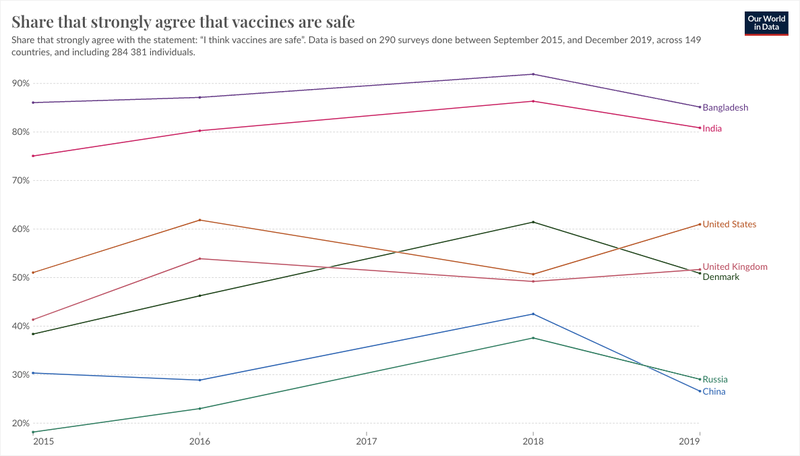 Share that strongly agree that vaccines are safe
Our World
in Data
Share that strongly agree with the statement: "I think vaccines are safe". Data is based on 290 surveys done between September 2015, and December 2019, across 149
countries, and including 284 381 individuals.
90%
80%
70%
60%
50%
40%
30%
20%
Bangladesh
India
United States
United Kingdom
Denmark
Russia
China
2015
2016
2017
2018
2019